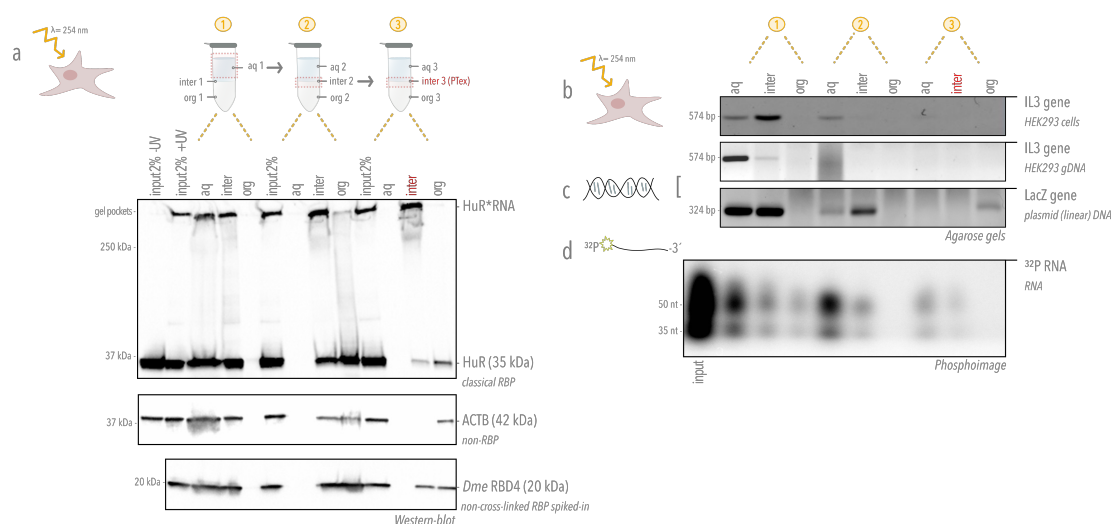 a
λ= 254 nm
1
2
3
aq 1
inter 1
org 1
aq 2
inter 2
org 2
aq 3
inter 3 (PTex)
org 3
input2% -UV
input2% +UV
aq
inter
org
input2%
aq
inter
org
input2%
aq
inter
org
gel pockets
250 kDa
37 kDa
HuR*RNA
HuR (35 kDa)
classical RBP
37 kDa
ACTB (42 kDa)
non-RBP
20 kDa
Dme RBD4 (20 kDa)
non-cross-linked RBP spiked-in
Western-blot
b
λ= 254 nm
1
2
3
aq
inter
org
aq
inter
org
aq
inter
org
574 bp
IL3 gene
HEK293 cells
574 bp
IL3 gene
HEK293 gDNA
c
324 bp
LacZ gene
plasmid (linear) DNA
Agarose gels
d
³²P
-3´
50 nt
35 nt
³²P RNA
RNA
input
Phosphoimage